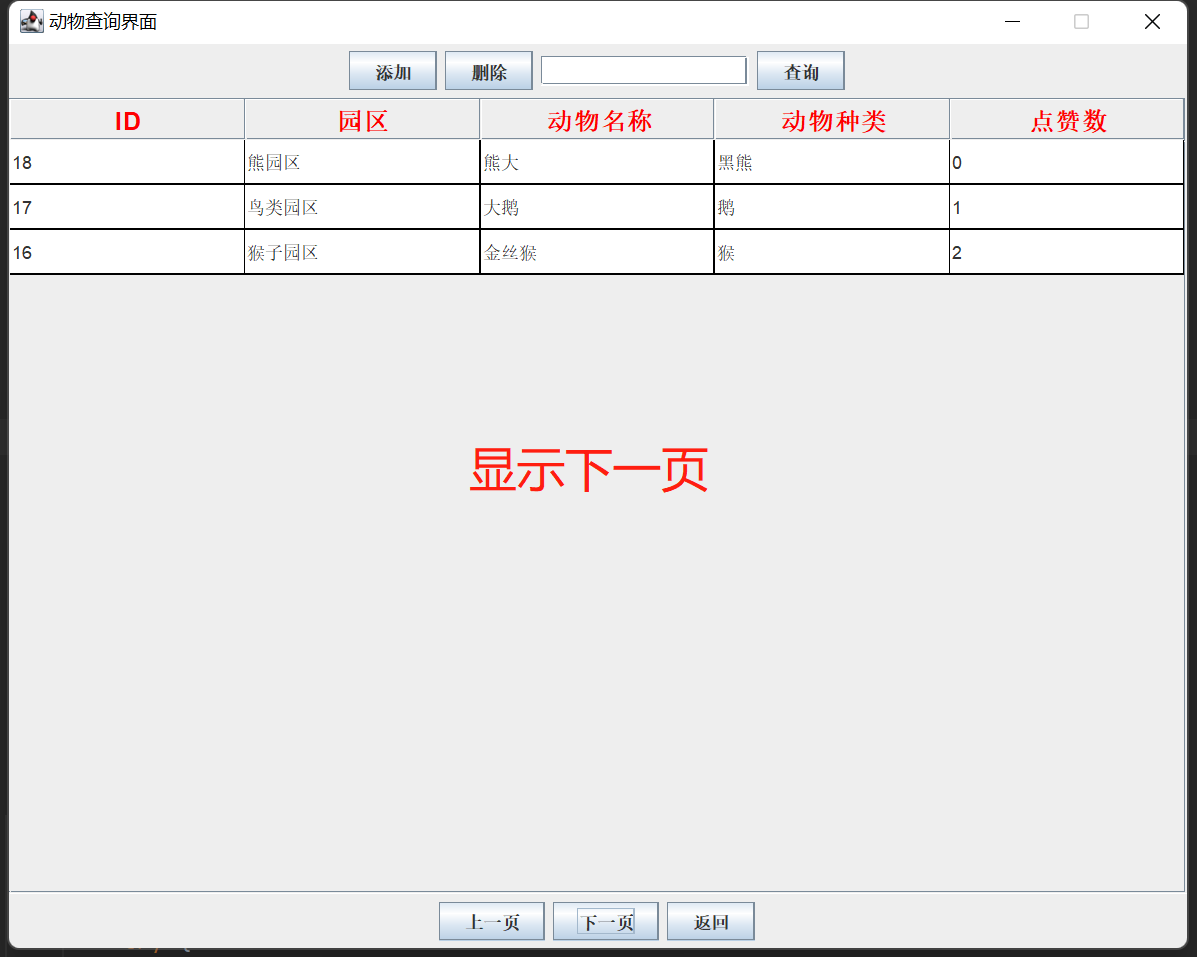 动物查询界面
添加 删除 查询
ID 园区 动物名称 动物种类 点赞数
18 熊园区 熊大 黑熊 0
17 鸟类园区 大鹅 鹅 1
16 猴子园区 金丝猴 猴 2
显示下一页
上一页 下一页 返回